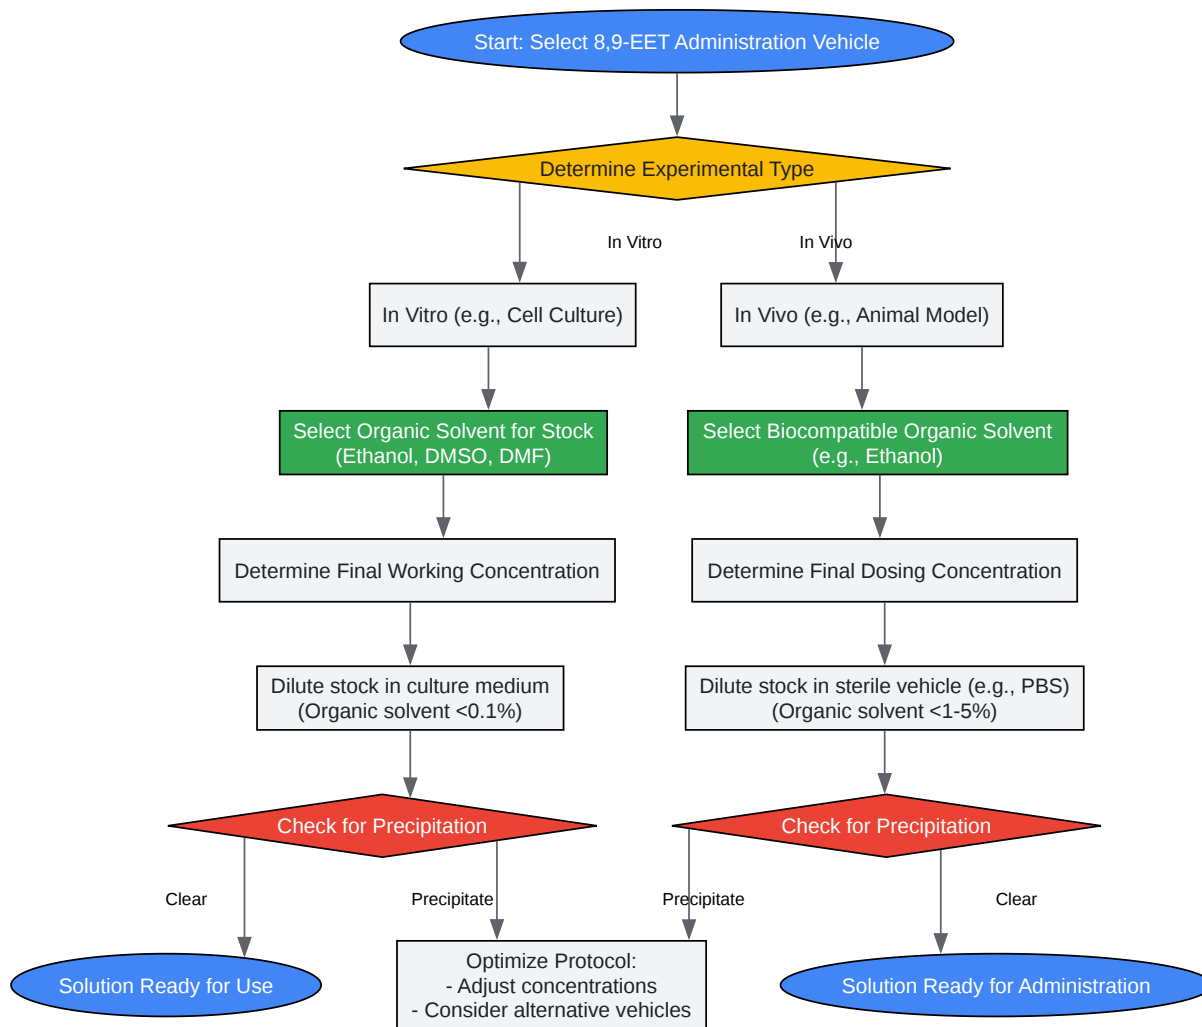 Start: Select 8,9-EET Administration Vehicle
Determine Experimental Type
In Vitro
In Vivo
In Vitro (e.g., Cell Culture)
In Vivo (e.g., Animal Model)
Select Organic Solvent for Stock
(Ethanol, DMSO, DMF)
Select Biocompatible Organic Solvent
(e.g., Ethanol)
Determine Final Working Concentration
Determine Final Dosing Concentration
Dilute stock in culture medium
(Organic solvent <0.1%)
Dilute stock in sterile vehicle (e.g., PBS)
(Organic solvent <1-5%)
Check for Precipitation
Check for Precipitation
Clear
Precipitate
Precipitate
Clear
Solution Ready for Use
Optimize Protocol:
- Adjust concentrations
- Consider alternative vehicles
Solution Ready for Administration